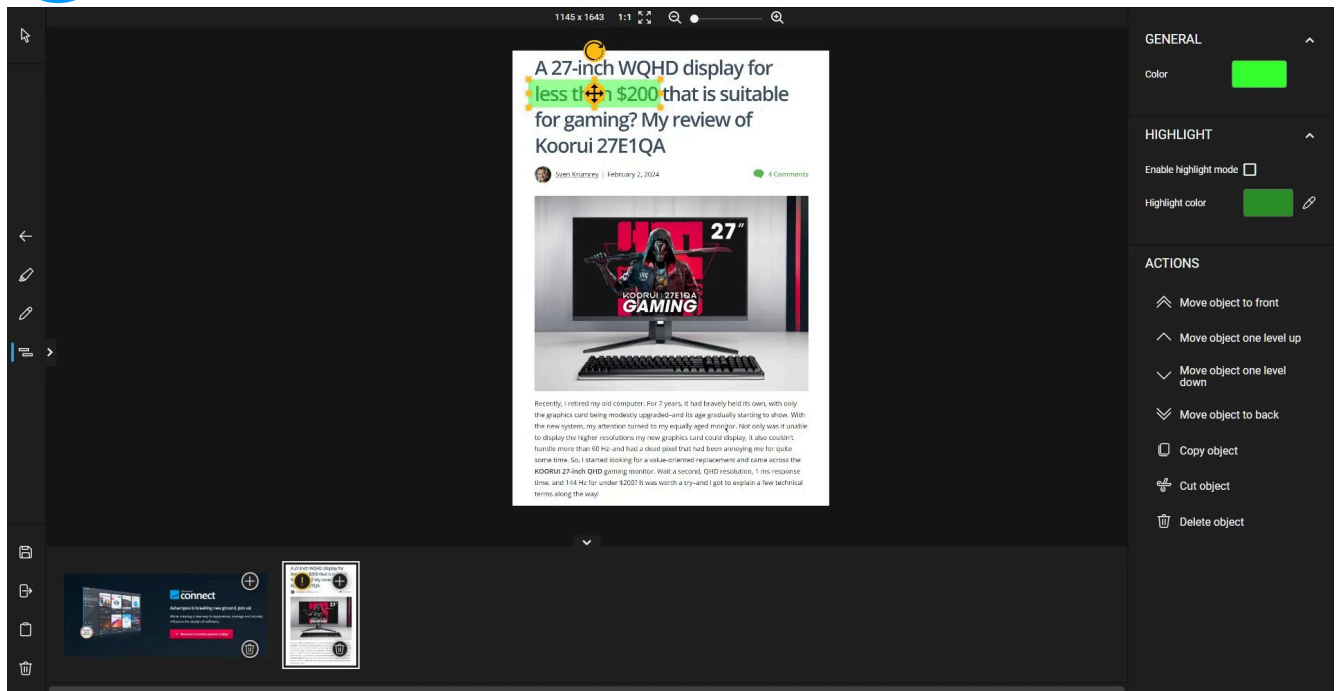 1145 x 1643 1:1
GENERAL
Color
HIGHLIGHT
Enable highlight mode
Highlight color
ACTIONS
Move object to front
Move object one level up
Move object one level
down
Move object to back
Copy object
Cut object
Delete object
A 27-inch WQHD display for
less than $200 that is suitable
for gaming? My review of
Koorui 27E1QA
Sven Krumrey | February 2, 2024
4 Comments
27"
KOORUI 27E1QA
GAMING
Recently, I retired my old computer. For 7 years, it had bravely held its own, with only
the graphics card being modestly upgraded–and its age gradually starting to show. With
the new system, my attention turned to my equally aged monitor. Not only was it unable
to display the higher resolutions my new graphics card could display, it also couldn't
handle more than 60 Hz–and had a dead pixel that had been annoying me for quite
some time. So, I started looking for a value-oriented replacement and came across the
KOORUI 27-inch QHD gaming monitor. Wait a second, QHD resolution, 1 ms response
time, and 144 Hz for under $200? It was worth a try–and I got to explain a few technical
terms along the way:
connect
Ashampoo is breaking new ground. Join us!